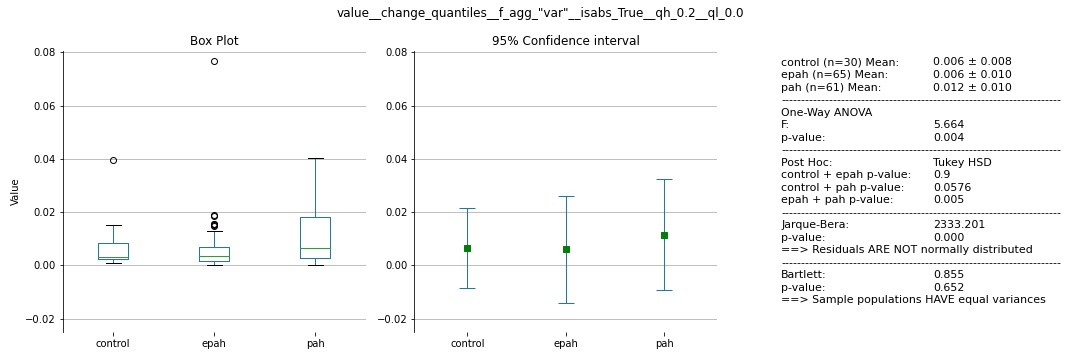 value__change_quantiles__f_agg_"var"__isabs_True__qh_0.2__ql_0.0
Box Plot
0.08
0.06
0.04
0.02
0.00
−0.02
Value
control
epah
pah
95% Confidence interval
0.08
0.06
0.04
0.02
0.00
−0.02
control
epah
pah
control (n=30) Mean: 0.006 ± 0.008
epah (n=65) Mean: 0.006 ± 0.010
pah (n=61) Mean: 0.012 ± 0.010
One-Way ANOVA
F: 5.664
p-value: 0.004
Post Hoc: Tukey HSD
control + epah p-value: 0.9
control + pah p-value: 0.0576
epah + pah p-value: 0.005
Jarque-Bera: 2333.201
p-value: 0.000
==> Residuals ARE NOT normally distributed
Bartlett: 0.855
p-value: 0.652
==> Sample populations HAVE equal variances